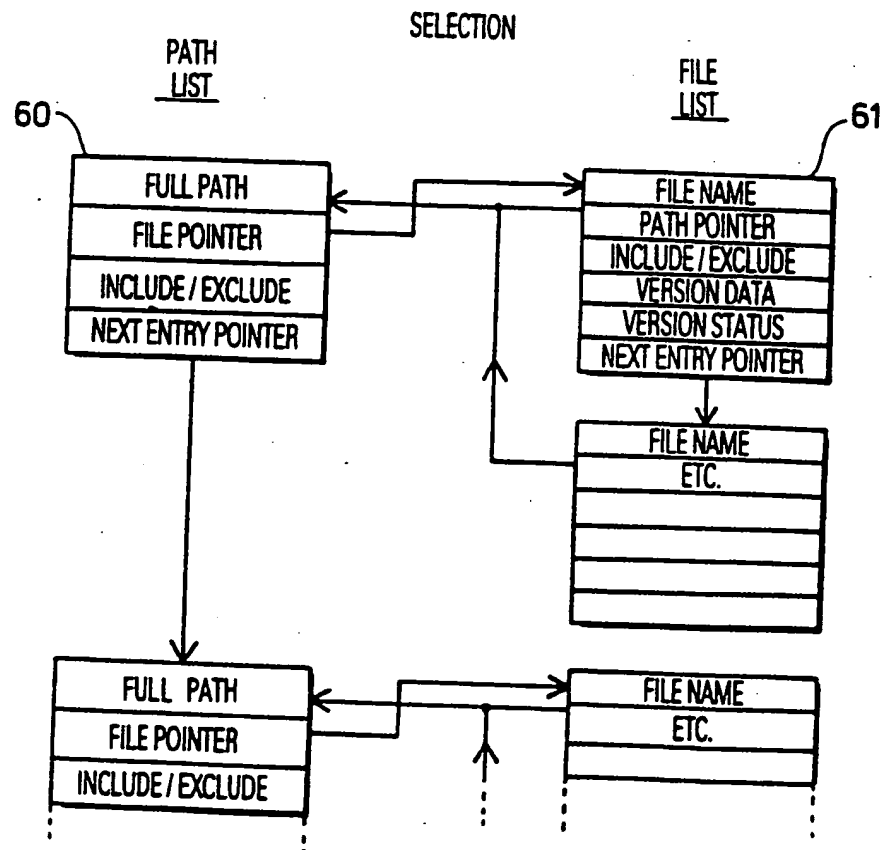 SELECTION
PATH
LIST
FILE
LIST
60
61
FULL PATH
FILE POINTER
INCLUDE / EXCLUDE
NEXT ENTRY POINTER
FILE NAME
PATH POINTER
INCLUDE / EXCLUDE
VERSION DATA
VERSION STATUS
NEXT ENTRY POINTER
FILE NAME
ETC.
FULL PATH
FILE POINTER
INCLUDE / EXCLUDE
FILE NAME
ETC.